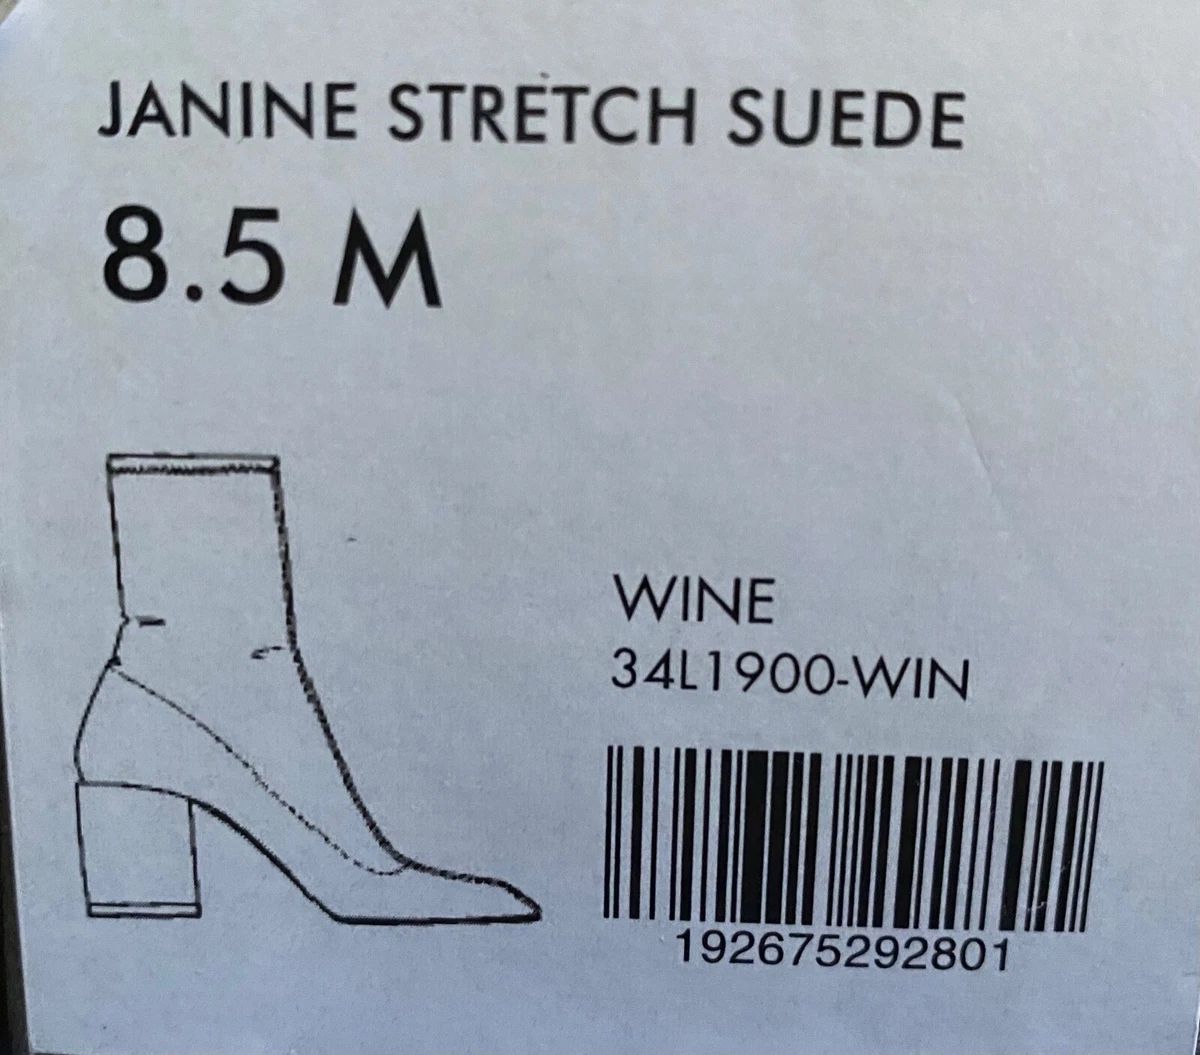 JANINE STRETCH SUEDE
8.5 M
WINE
34L1900-WIN
192675292801